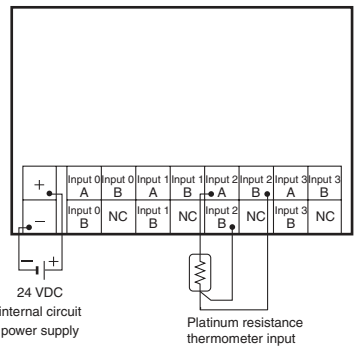 + Input 0 A Input 0 B Input 1 A Input 1 B Input 2 A Input 2 B Input 3 A Input 3 B
− Input 0 B NC Input 1 B NC Input 2 B NC Input 3 B NC
− +
24 VDC
internal circuit
power supply
Platinum resistance
thermometer input